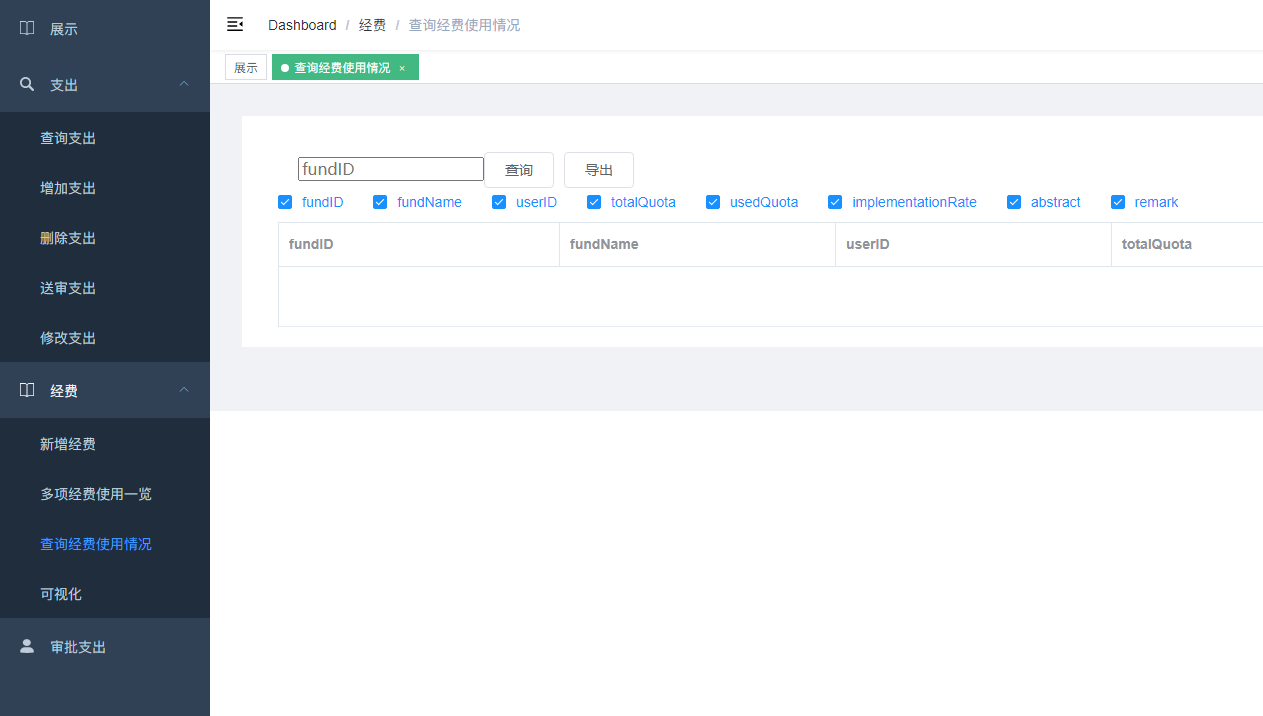 展示
支出
查询支出
增加支出
删除支出
送审支出
修改支出
经费
新增经费
多项经费使用一览
查询经费使用情况
可视化
审批支出
Dashboard / 经费 / 查询经费使用情况
展示 查询经费使用情况 ×
fundID 查询 导出
fundID fundName userID totalQuota usedQuota implementationRate abstract remark
fundID fundName userID totalQuota